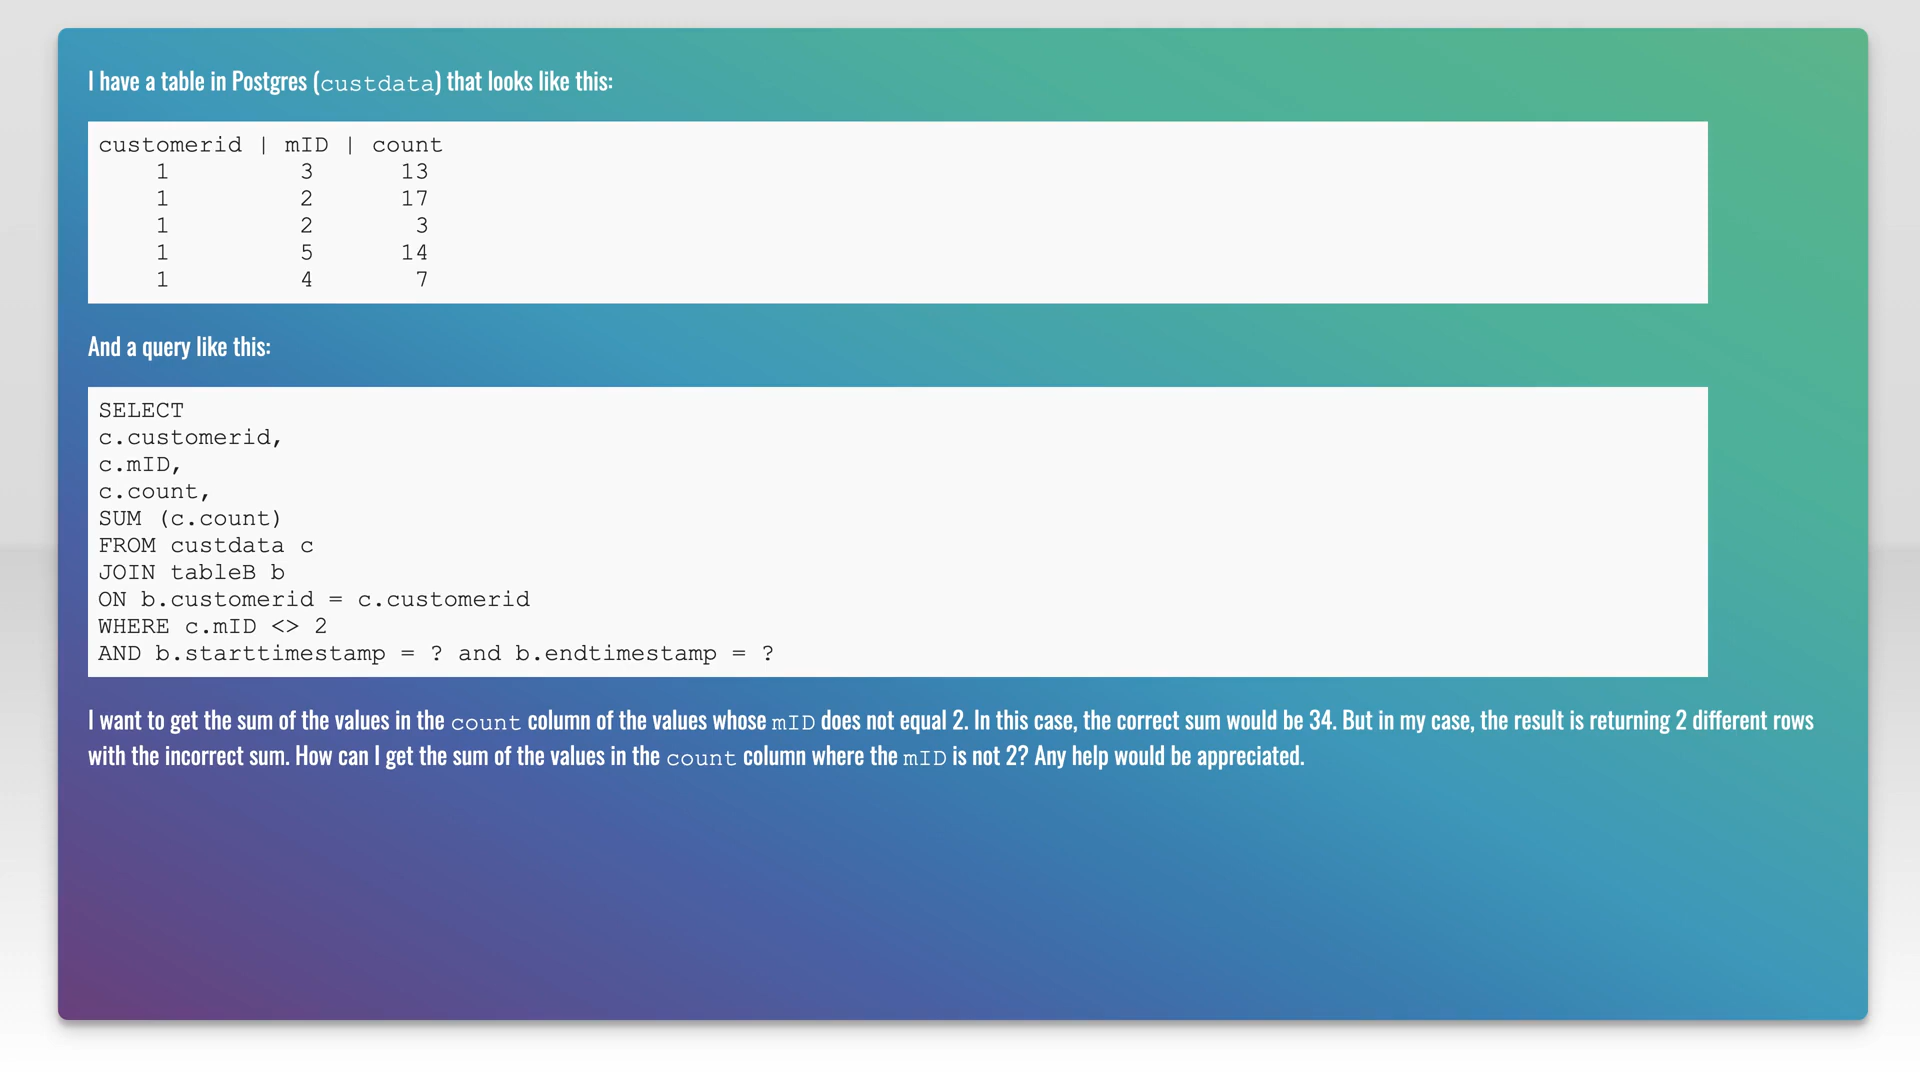 I have a table in Postgres (custdata) that looks like this:
customerid | mID | count
1 3 13
1 2 17
1 2 3
1 5 14
1 4 7
And a query like this:
SELECT
c.customerid,
c.mID,
c.count,
SUM (c.count)
FROM custdata c
JOIN tableB b
ON b.customerid = c.customerid
WHERE c.mID <> 2
AND b.starttimestamp = ? and b.endtimestamp = ?
I want to get the sum of the values in the count column of the values whose mID does not equal 2. In this case, the correct sum would be 34. But in my case, the result is returning 2 different rows
with the incorrect sum. How can I get the sum of the values in the count column where the mID is not 2? Any help would be appreciated.